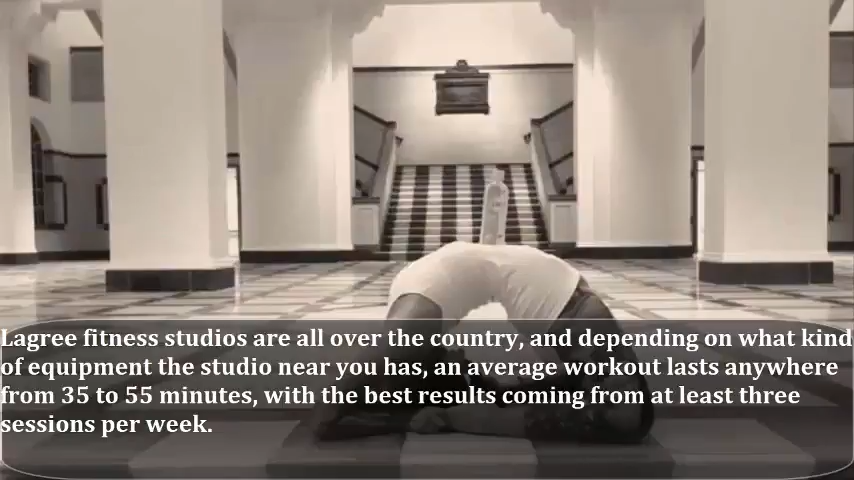 Lagree fitness studios are all over the country, and depending on what kind
of equipment the studio near you has, an average workout lasts anywhere
from 35 to 55 minutes, with the best results coming from at least three
sessions per week.